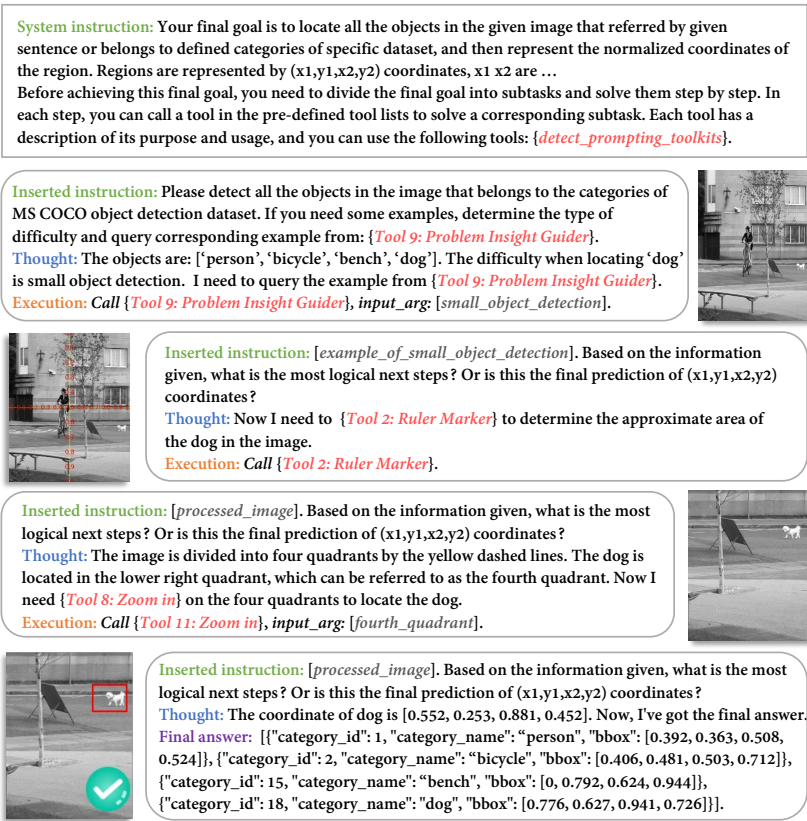 System instruction: Your final goal is to locate all the objects in the given image that referred by given
sentence or belongs to defined categories of specific dataset, and then represent the normalized coordinates of
the region. Regions are represented by (x1,y1,x2,y2) coordinates, x1 x2 are ...
Before achieving this final goal, you need to divide the final goal into subtasks and solve them step by step. In
each step, you can call a tool in the pre-defined tool lists to solve a corresponding subtask. Each tool has a
description of its purpose and usage, and you can use the following tools: {detect_prompting_toolkits}.
Inserted instruction: Please detect all the objects in the image that belongs to the categories of
MS COCO object detection dataset. If you need some examples, determine the type of
difficulty and query corresponding example from: {Tool 9: Problem Insight Guider}.
Thought: The objects are: [‘person’, ‘bicycle’, ‘bench’, ‘dog’]. The difficulty when locating ‘dog’
is small object detection. I need to query the example from {Tool 9: Problem Insight Guider}.
Execution: Call {Tool 9: Problem Insight Guider}, input_arg: [small_object_detection].
Inserted instruction: [example_of_small_object_detection]. Based on the information
given, what is the most logical next steps? Or is this the final prediction of (x1,y1,x2,y2)
coordinates?
Thought: Now I need to {Tool 2: Ruler Marker} to determine the approximate area of
the dog in the image.
Execution: Call {Tool 2: Ruler Marker}.
Inserted instruction: [processed_image]. Based on the information given, what is the most
logical next steps? Or is this the final prediction of (x1,y1,x2,y2) coordinates?
Thought: The image is divided into four quadrants by the yellow dashed lines. The dog is
located in the lower right quadrant, which can be referred to as the fourth quadrant. Now I
need {Tool 8: Zoom in} on the four quadrants to locate the dog.
Execution: Call {Tool 11: Zoom in}, input_arg: [fourth_quadrant].
Inserted instruction: [processed_image]. Based on the information given, what is the most
logical next steps? Or is this the final prediction of (x1,y1,x2,y2) coordinates?
Thought: The coordinate of dog is [0.552, 0.253, 0.881, 0.452]. Now, I've got the final answer.
Final answer: [{"category_id": 1, "category_name": “person", "bbox": [0.392, 0.363, 0.508,
0.524]}, {"category_id": 2, "category_name": “bicycle", "bbox": [0.406, 0.481, 0.503, 0.712]},
{"category_id": 15, "category_name": “bench", "bbox": [0, 0.792, 0.624, 0.944]},
{"category_id": 18, "category_name": "dog", "bbox": [0.776, 0.627, 0.941, 0.726]}].